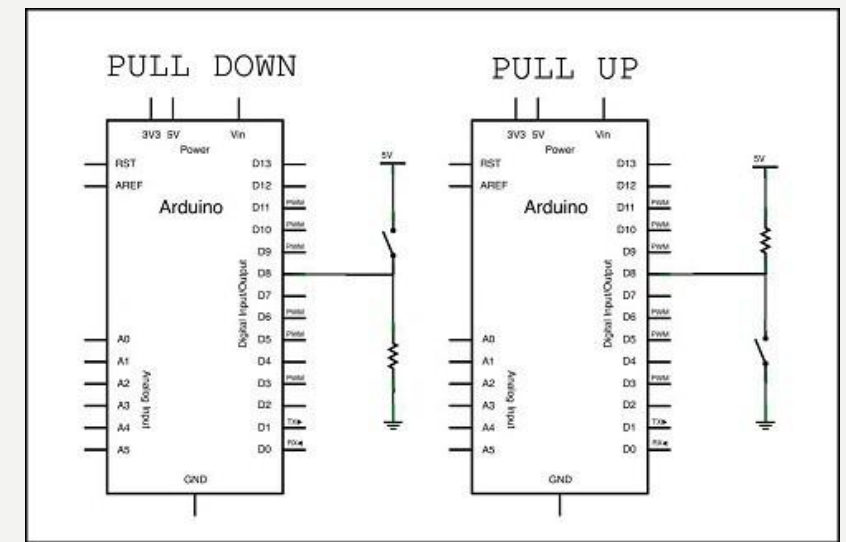 PULL DOWN
3V3 5V Vin
Power
RST D13
AREF D12
Arduino D11 PWM
D10 PWM
D9 PWM
D8
D7
D6 PWM
A0 D5 PWM
A1 D4
A2 D3 PWM
A3 D2
A4 D1 TX▶
A5 D0 RX◀
Digital Input/Output
Analog Input
GND
5V
PULL UP
3V3 5V Vin
Power
RST D13
AREF D12
Arduino D11 PWM
D10 PWM
D9 PWM
D8
D7
D6 PWM
A0 D5 PWM
A1 D4
A2 D3 PWM
A3 D2
A4 D1 TX▶
A5 D0 RX◀
Digital Input/Output
Analog Input
GND
5V